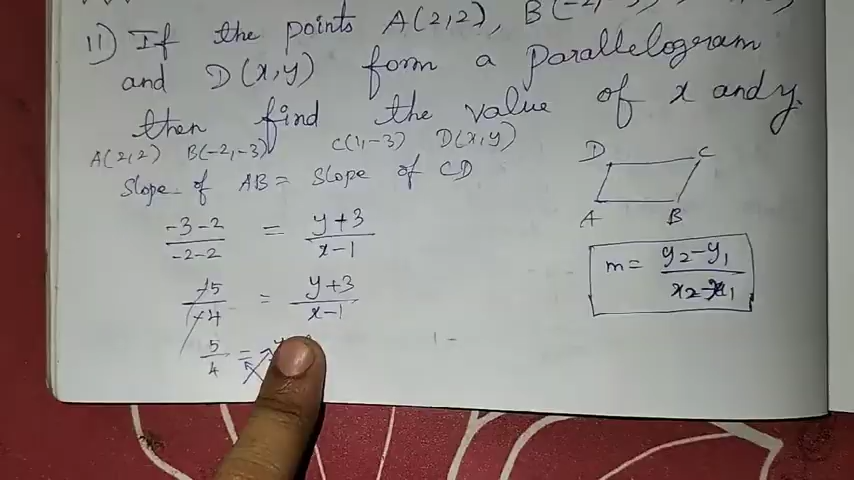 11) If the points A(2,2), B(-2,-3),
and D(x,y) form a parallelogram
then find the value of x and y.
A(2,2) B(-2,-3) C(1,-3) D(x,y)
Slope of AB = Slope of CD
-3-2/-2-2 = y+3/x-1
-5/-4 = y+3/x-1
5/4 =
D C
A B
m = y2-y1/x2-x1